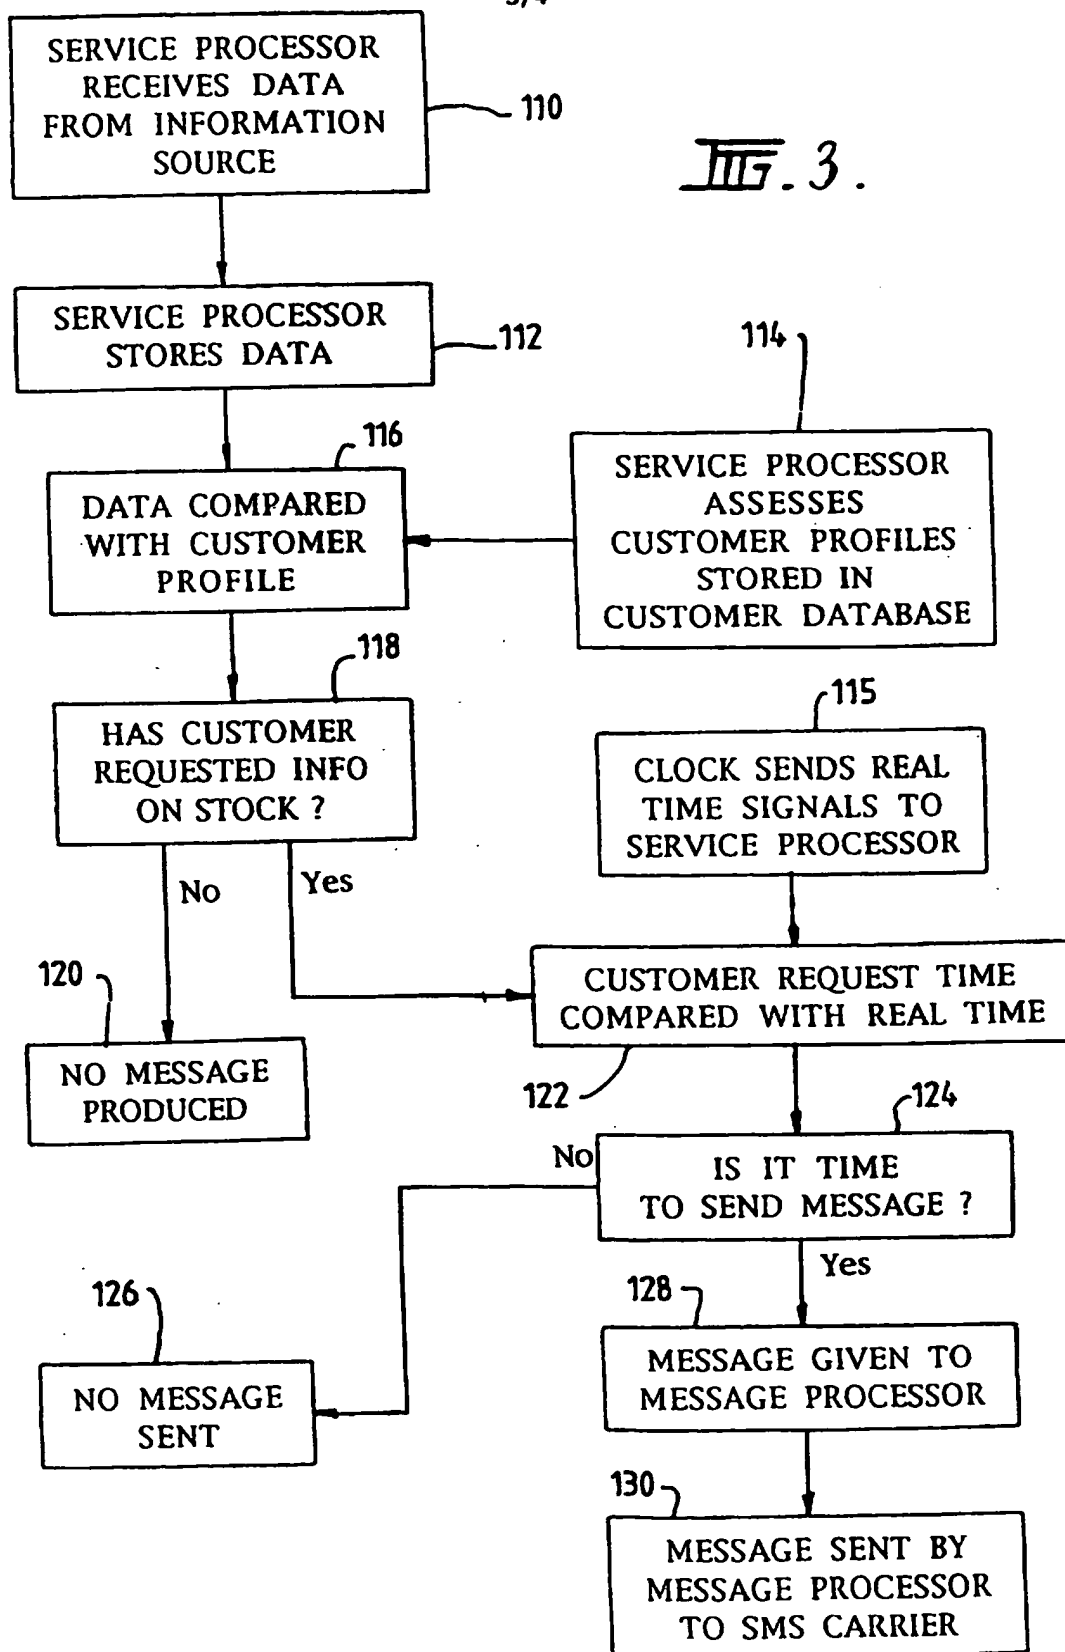 3/4
SERVICE PROCESSOR
RECEIVES DATA
FROM INFORMATION
SOURCE
110
FIG. 3.
SERVICE PROCESSOR
STORES DATA
112
114
116
DATA COMPARED
WITH CUSTOMER
PROFILE
SERVICE PROCESSOR
ASSESSES
CUSTOMER PROFILES
STORED IN
CUSTOMER DATABASE
118
HAS CUSTOMER
REQUESTED INFO
ON STOCK ?
115
CLOCK SENDS REAL
TIME SIGNALS TO
SERVICE PROCESSOR
No
Yes
120
NO MESSAGE
PRODUCED
CUSTOMER REQUEST TIME
COMPARED WITH REAL TIME
122
124
IS IT TIME
TO SEND MESSAGE ?
No
Yes
126
NO MESSAGE
SENT
128
MESSAGE GIVEN TO
MESSAGE PROCESSOR
130
MESSAGE SENT BY
MESSAGE PROCESSOR
TO SMS CARRIER